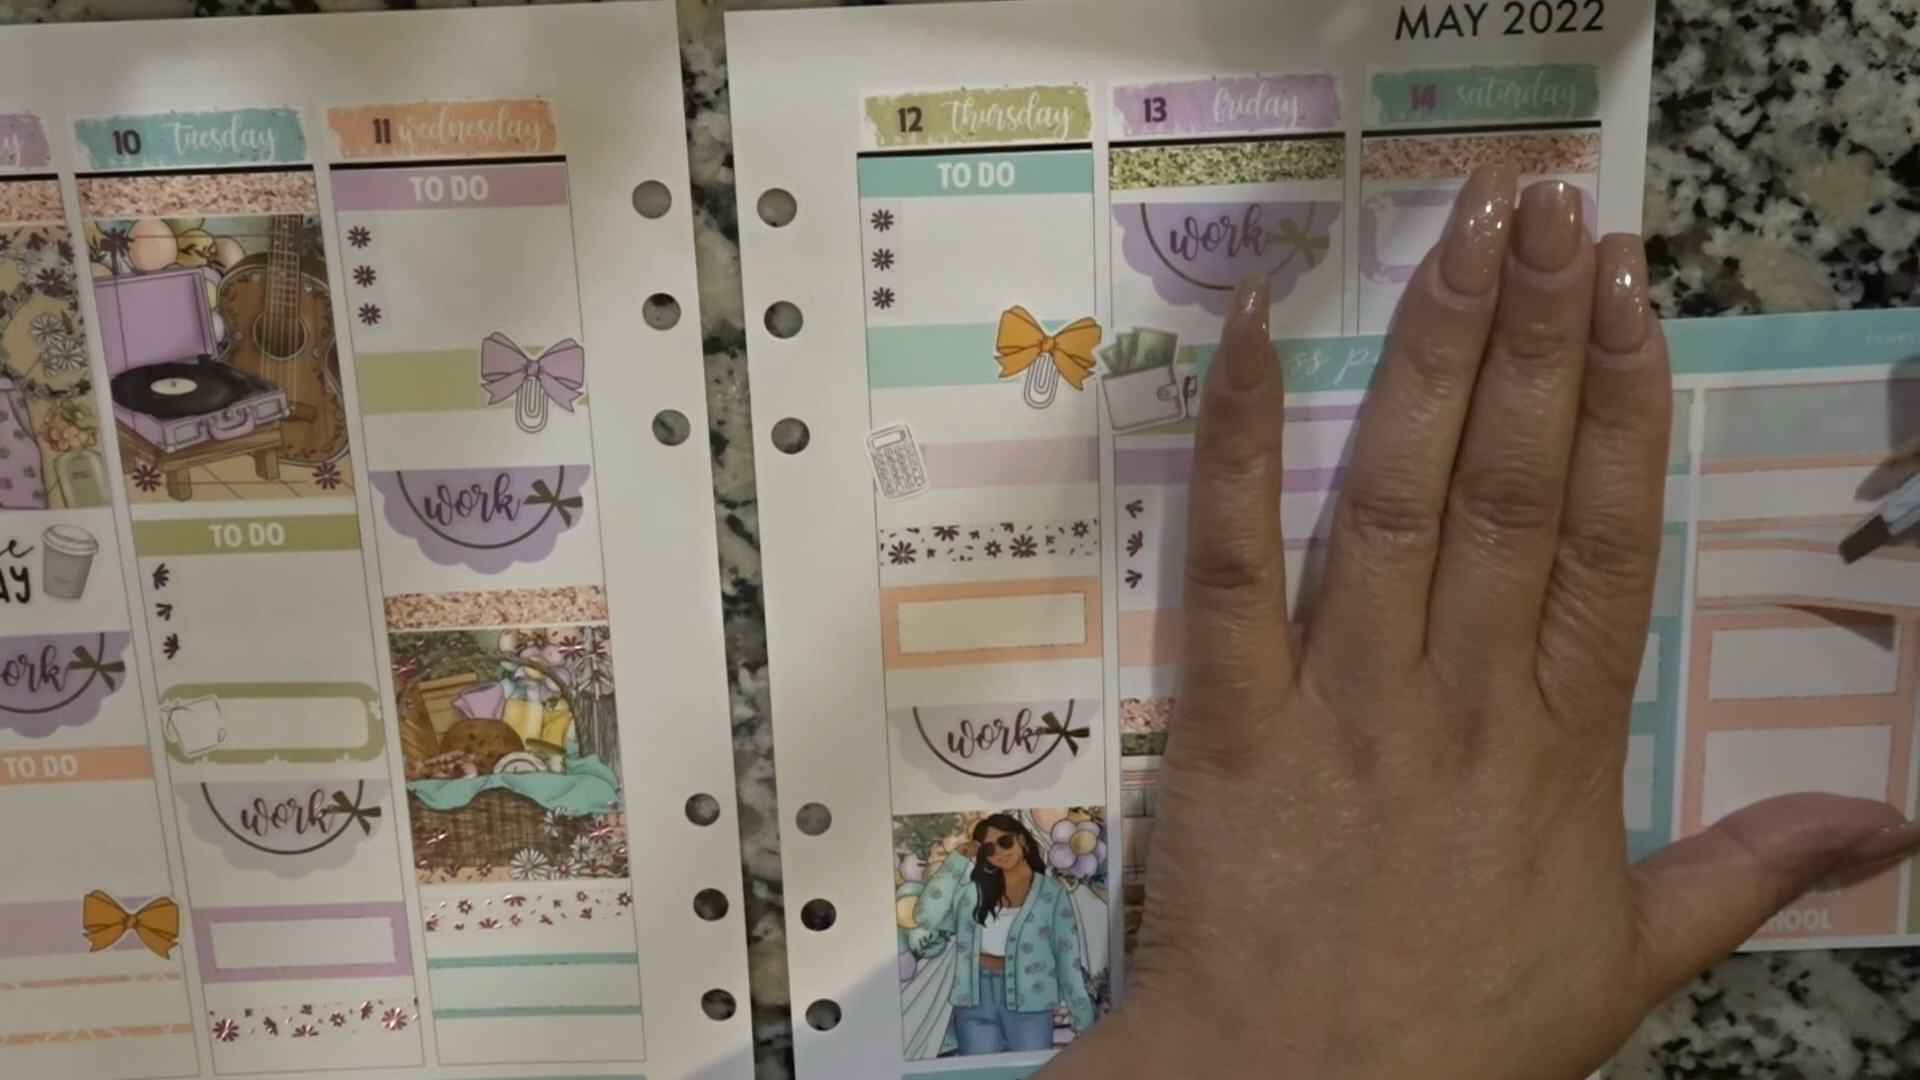 MAY 2022
10 Tuesday
11 wednesday
12 thursday
13 friday
14 saturday
TO DO
TO DO
work
work
TO DO
work
work
TO DO
work